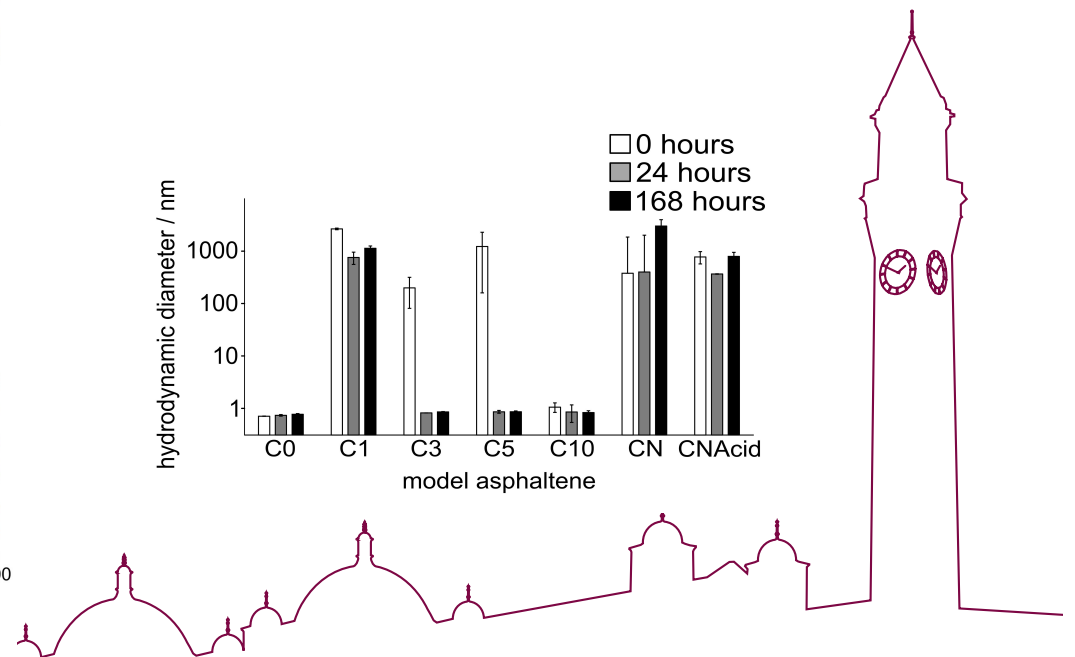 0 hours
24 hours
168 hours
hydrodynamic diameter / nm
1000
100
10
1
C0 C1 C3 C5 C10 CN CNAcid
model asphaltene